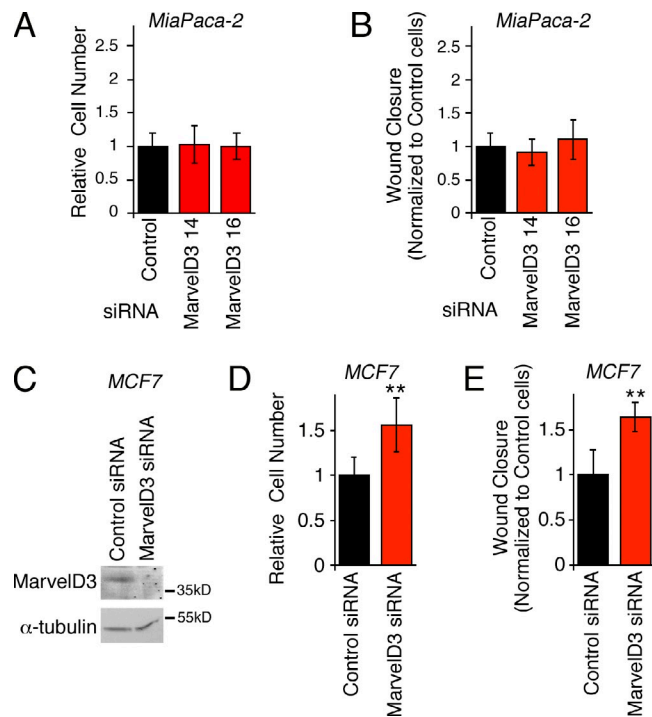 A
MiaPaca-2
Relative Cell Number
2.5
2
1.5
1
0.5
0
Control
MarvelD3 14
MarvelD3 16
siRNA
B
MiaPaca-2
Wound Closure
(Normalized to Control cells)
2.5
2
1.5
1
0.5
0
Control
MarvelD3 14
MarvelD3 16
siRNA
C
MCF7
Control siRNA
MarvelD3 siRNA
MarvelD3
35kD
α-tubulin
55kD
D
MCF7
**
Relative Cell Number
1.5
1
0.5
0
Control siRNA
MarvelD3 siRNA
E
MCF7
**
Wound Closure
(Normalized to Control cells)
1.5
1
0.5
0
Control siRNA
MarvelD3 siRNA